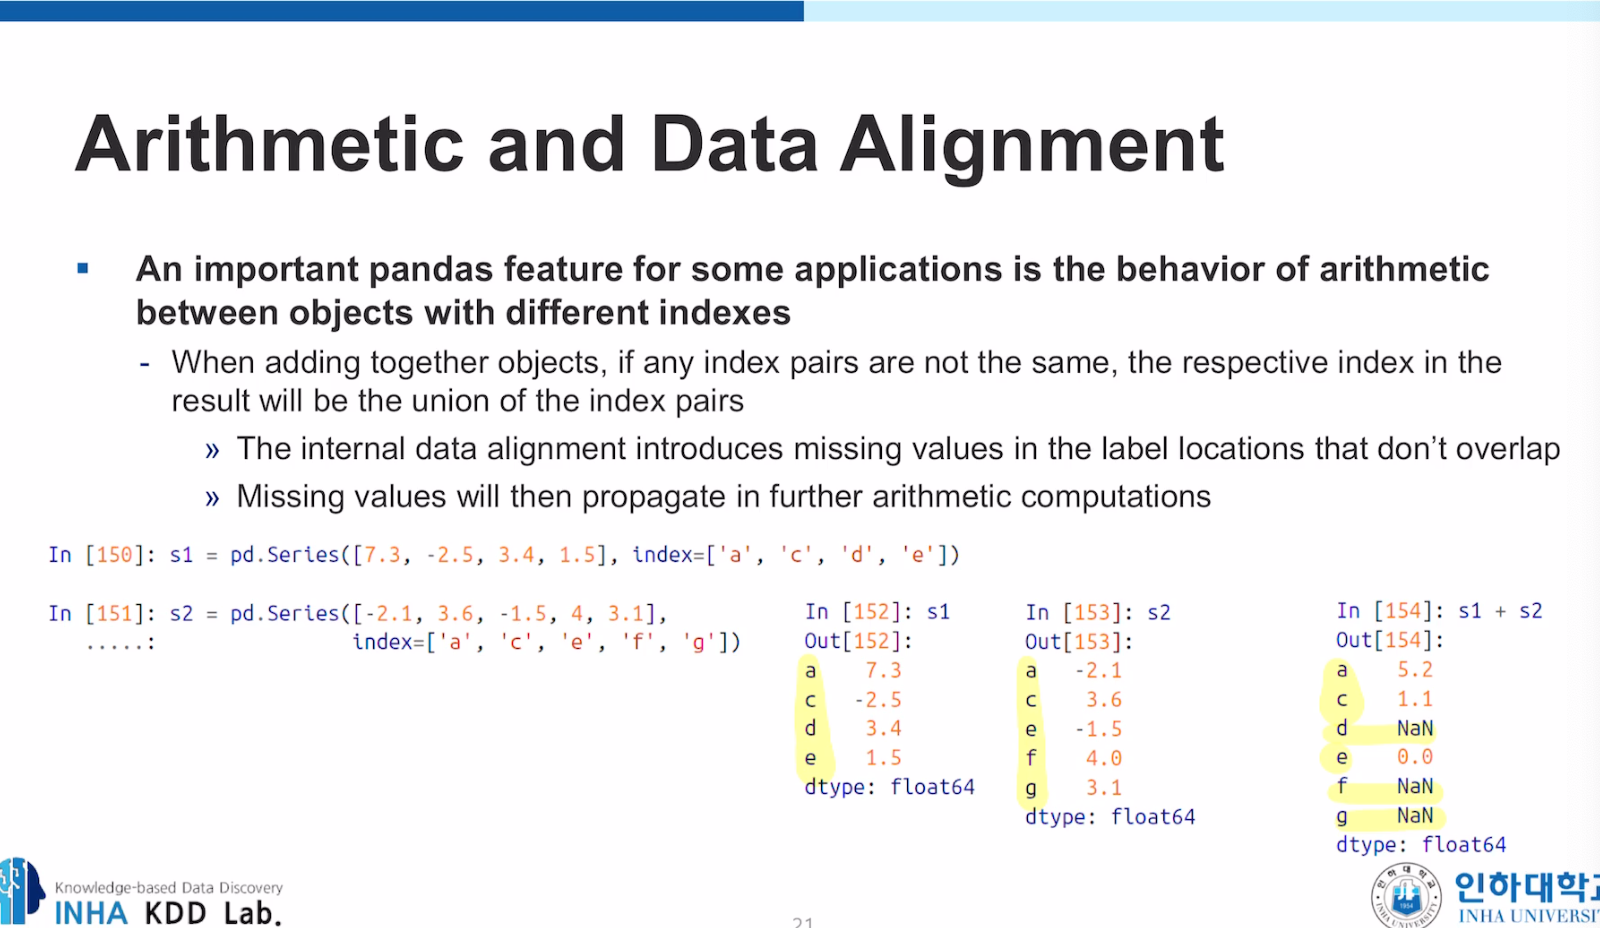 Arithmetic and Data Alignment
▪ An important pandas feature for some applications is the behavior of arithmetic
between objects with different indexes
- When adding together objects, if any index pairs are not the same, the respective index in the
result will be the union of the index pairs
» The internal data alignment introduces missing values in the label locations that don’t overlap
» Missing values will then propagate in further arithmetic computations
In [150]: s1 = pd.Series([7.3, -2.5, 3.4, 1.5], index=['a', 'c', 'd', 'e'])
In [151]: s2 = pd.Series([-2.1, 3.6, -1.5, 4, 3.1],
.....: index=['a', 'c', 'e', 'f', 'g'])
In [152]: s1
Out[152]:
a 7.3
c -2.5
d 3.4
e 1.5
dtype: float64
In [153]: s2
Out[153]:
a -2.1
c 3.6
e -1.5
f 4.0
g 3.1
dtype: float64
In [154]: s1 + s2
Out[154]:
a 5.2
c 1.1
d NaN
e 0.0
f NaN
g NaN
dtype: float64
Knowledge-based Data Discovery
INHA KDD Lab.
21
1954
인하대학교
INHA UNIVERSI